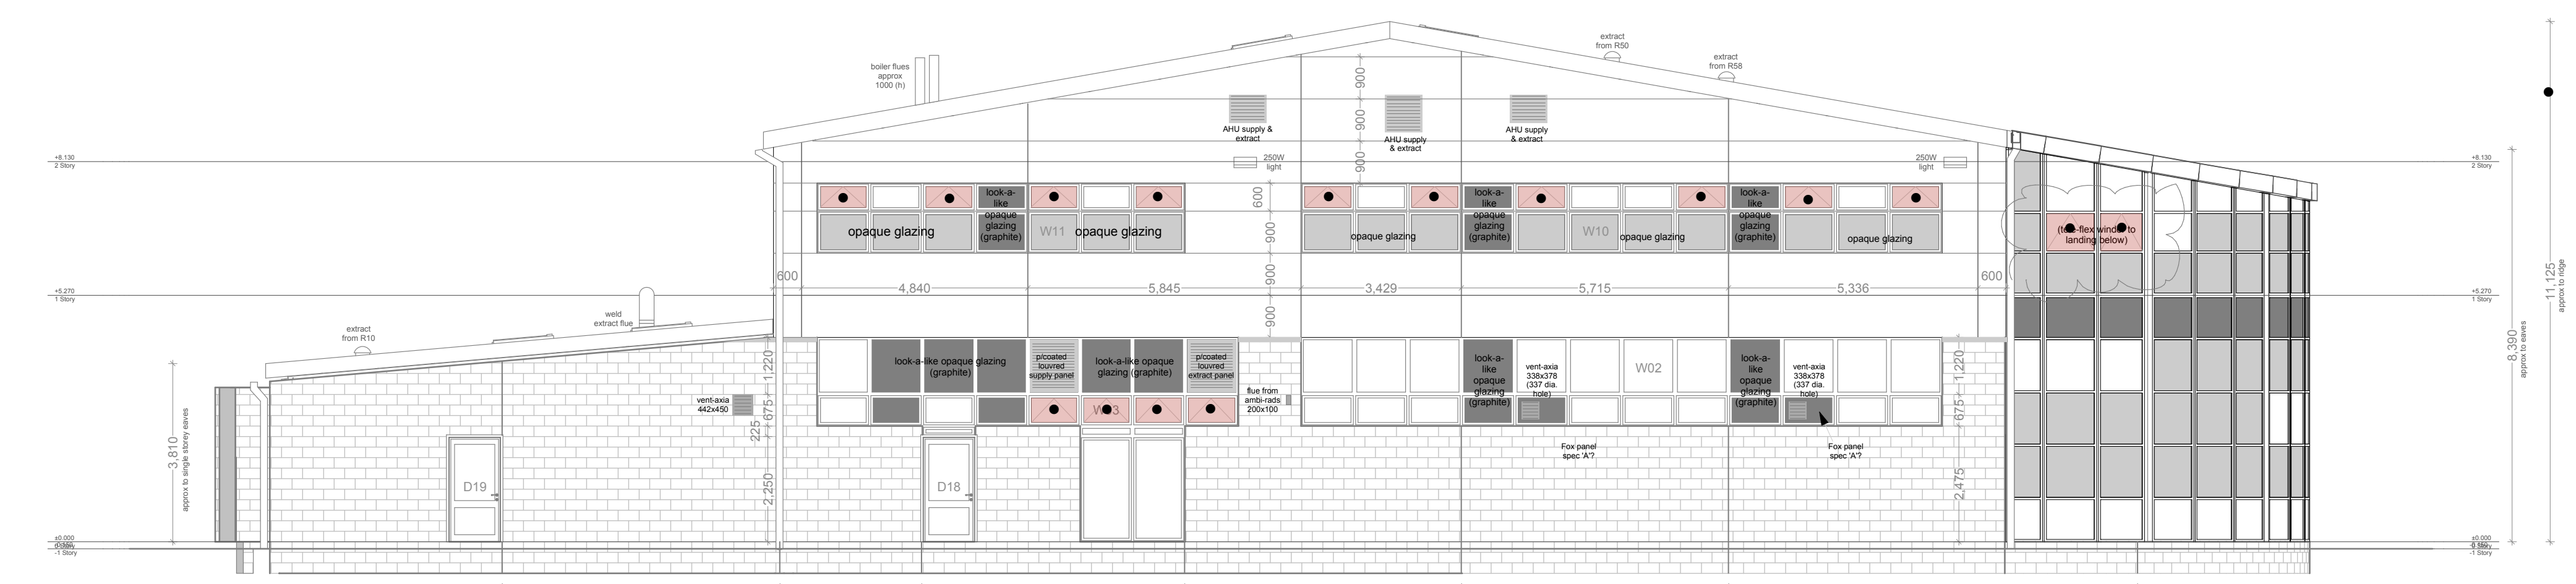 extract
from R50
extract
from R58
boiler flues
approx
1000 (h)
900
900
900
AHU supply &
extract
AHU supply
& extract
AHU supply
& extract
250W
light
250W
light
+8.130
2 Story
+8.130
2 Story
look-a-
like
opaque
glazing
(graphite)
opaque glazing
W11
opaque glazing
600
900
900
900
look-a-
like
opaque
glazing
(graphite)
opaque glazing
W10
opaque glazing
look-a-
like
opaque
glazing
(graphite)
opaque glazing
landing below)
11,125
approx to ridge
8,390
approx to eaves
600
4,840
5,845
3,429
5,715
5,336
600
+5.270
1 Story
+5.270
1 Story
weld
extract flue
extract
from R10
1,220
675
225
2,250
look-a-like opaque glazing
(graphite)
p/coated
louvred
supply panel
look-a-like opaque
glazing (graphite)
p/coated
louvred
extract panel
vent-axia
442x450
flue from
ambi-rads
200x100
look-a-
like
opaque
glazing
(graphite)
vent-axia
338x378
(337 dia.
hole)
W02
look-a-
like
opaque
glazing
(graphite)
vent-axia
338x378
(337 dia.
hole)
1,220
675
2,475
Fox panel
spec 'A'?
Fox panel
spec 'A'?
3,810
approx to single storey eaves
D19
D18
±0.000
-1 Story
±0.000
-1 Story